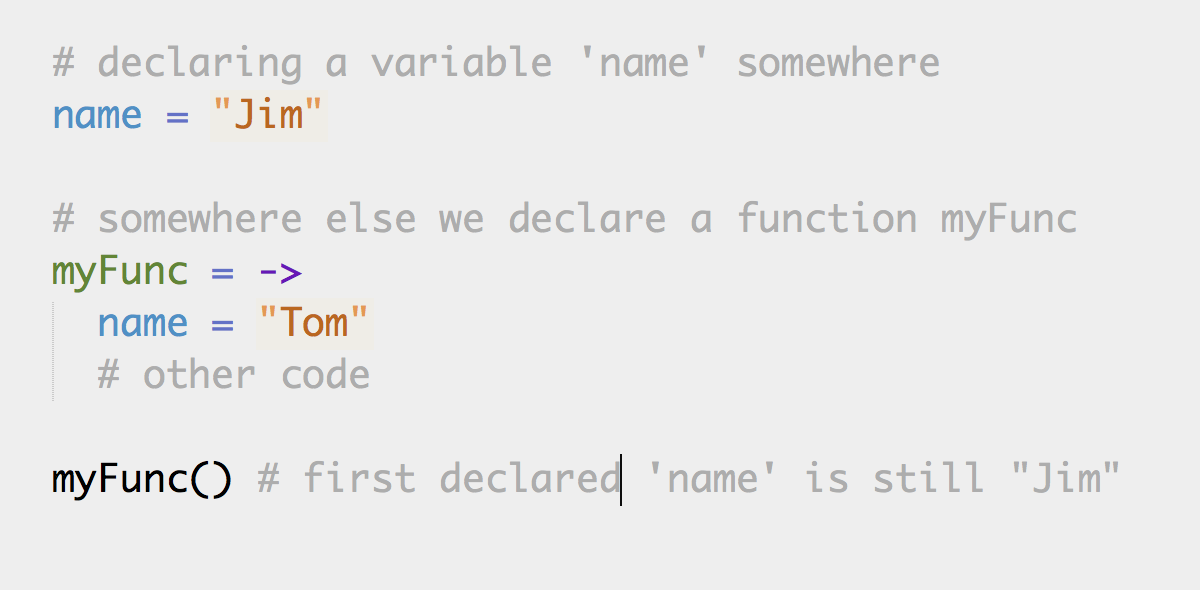 # declaring a variable 'name' somewhere
name = "Jim"
# somewhere else we declare a function myFunc
myFunc = ->
name = "Tom"
# other code
myFunc() # first declared 'name' is still "Jim"